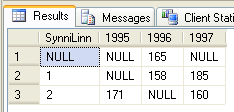 Results Messages Client Stati
SynniLinn 1995 1996 1997
1 NULL NULL 165 NULL
2 1 NULL 158 185
3 2 171 NULL 160